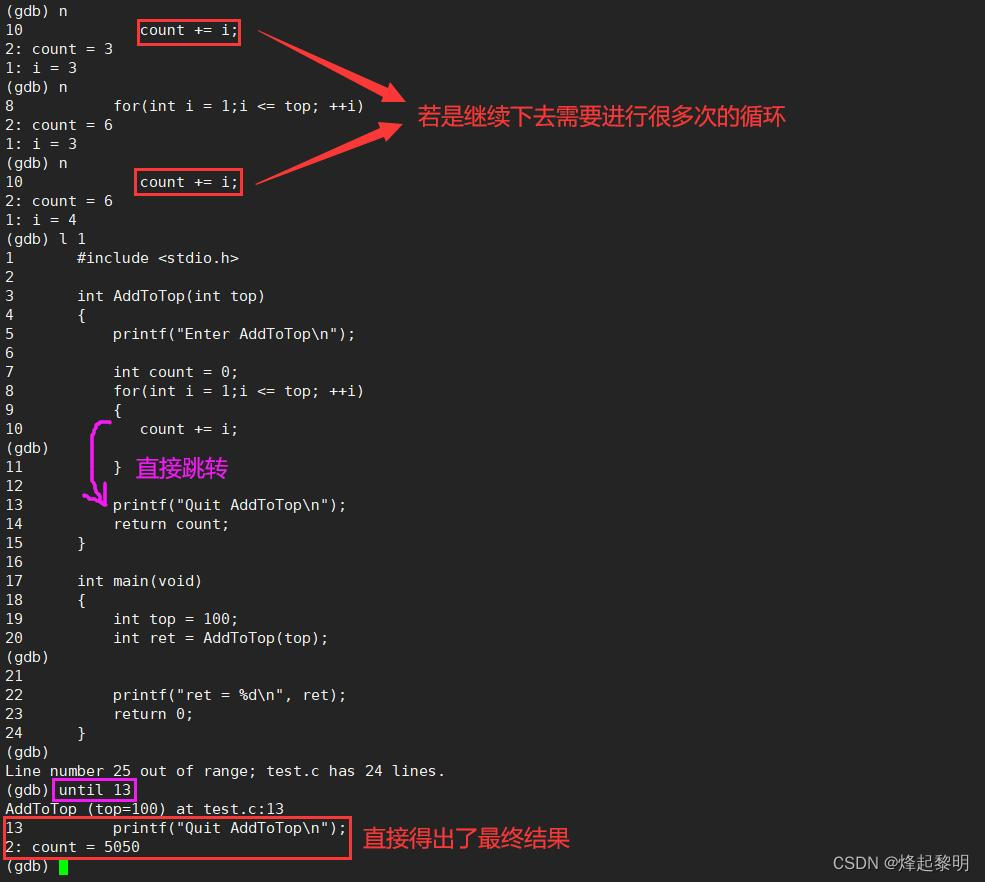 (gdb) n
10 count += i;
2: count = 3
1: i = 3
(gdb) n
8 for(int i = 1;i <= top; ++i)
若是继续下去需要进行很多次的循环
2: count = 6
1: i = 3
(gdb) n
10 count += i;
2: count = 6
1: i = 4
(gdb) l 1
1 #include <stdio.h>
2
3 int AddToTop(int top)
4 {
5 printf("Enter AddToTop\n");
6
7 int count = 0;
8 for(int i = 1;i <= top; ++i)
9 {
10 count += i;
(gdb)
11 } 直接跳转
12
13 printf("Quit AddToTop\n");
14 return count;
15 }
16
17 int main(void)
18 {
19 int top = 100;
20 int ret = AddToTop(top);
(gdb)
21
22 printf("ret = %d\n", ret);
23 return 0;
24 }
(gdb)
Line number 25 out of range; test.c has 24 lines.
(gdb) until 13
AddToTop (top=100) at test.c:13
13 printf("Quit AddToTop\n");
直接得出了最终结果
2: count = 5050
(gdb)
CSDN @烽起黎明